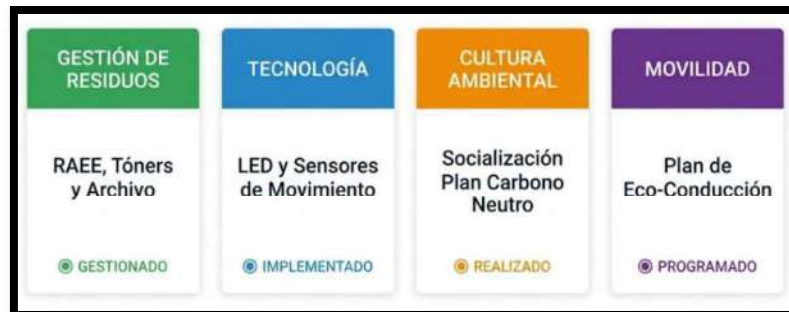 GESTIÓN DE
RESIDUOS
RAEE, Tóners
y Archivo
GESTIONADO
TECNOLOGÍA
LED y Sensores
de Movimiento
IMPLEMENTADO
CULTURA
AMBIENTAL
Socialización
Plan Carbono
Neutro
REALIZADO
MOVILIDAD
Plan de
Eco-Conducción
PROGRAMADO